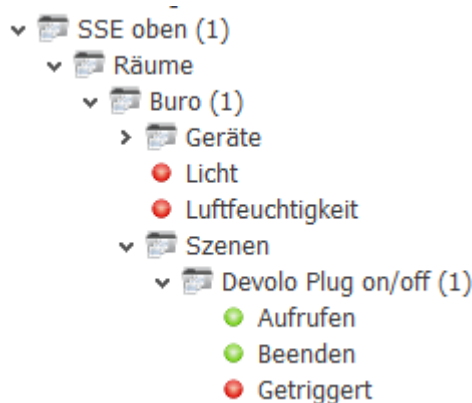 SSE oben (1)
Räume
Buro (1)
Geräte
Licht
Luftfeuchtigkeit
Szenen
Devolo Plug on/off (1)
Aufrufen
Beenden
Getriggert